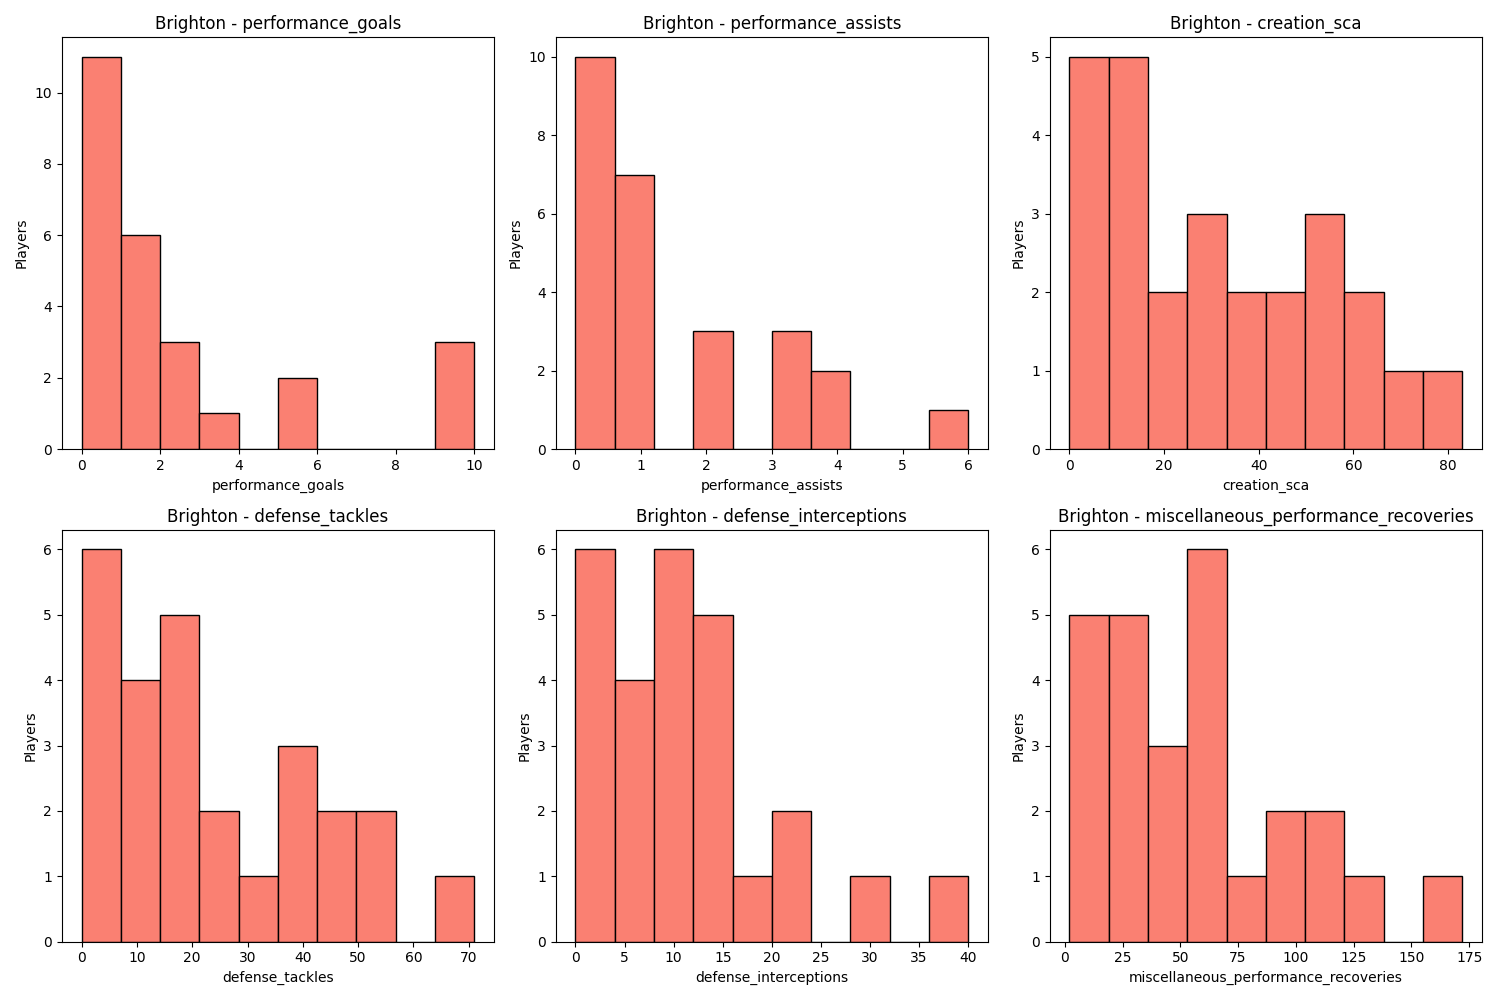 Brighton - performance_goals
Players
10
8
6
4
2
0
0 2 4 6 8 10
performance_goals
Brighton - performance_assists
Players
10
8
6
4
2
0
0 1 2 3 4 5 6
performance_assists
Brighton - creation_sca
Players
5
4
3
2
1
0
0 20 40 60 80
creation_sca
Brighton - defense_tackles
Players
6
5
4
3
2
1
0
0 10 20 30 40 50 60 70
defense_tackles
Brighton - defense_interceptions
Players
6
5
4
3
2
1
0
0 5 10 15 20 25 30 35 40
defense_interceptions
Brighton - miscellaneous_performance_recoveries
Players
6
5
4
3
2
1
0
0 25 50 75 100 125 150 175
miscellaneous_performance_recoveries